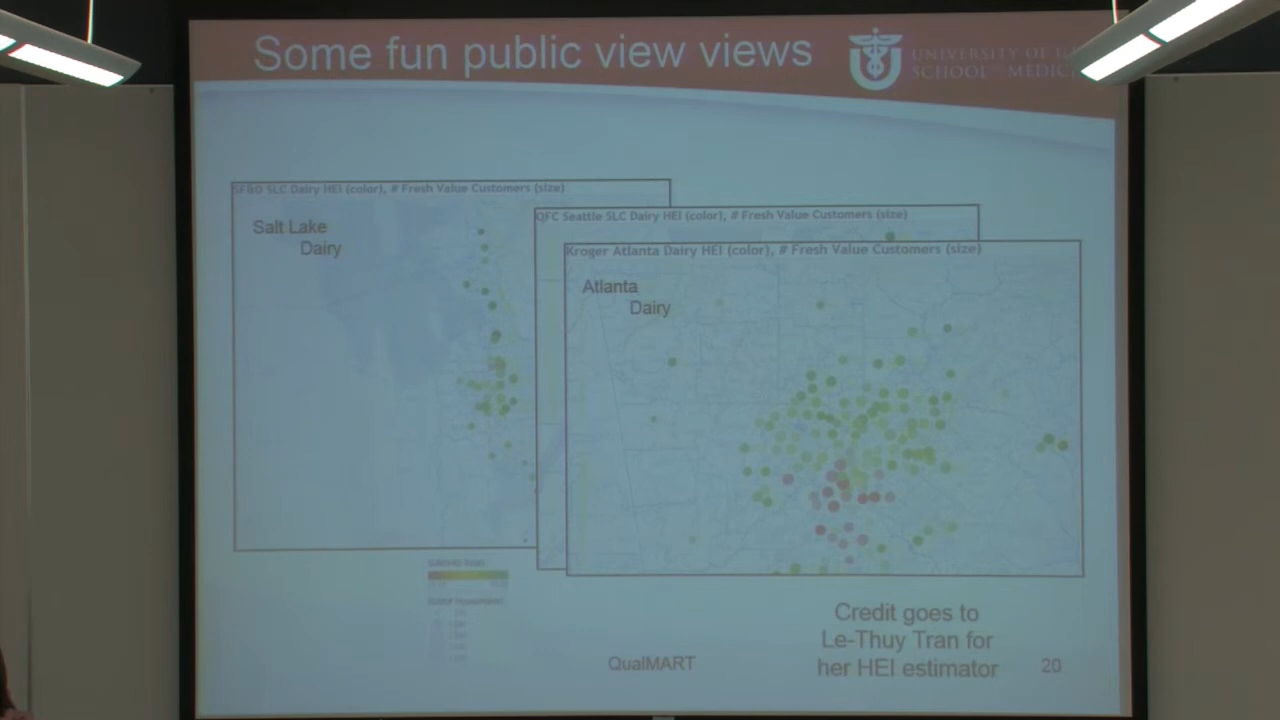 Some fun public view views
UNIVERSITY OF U
SCHOOL MEDIC
SF&D SLC Dairy HEI (color), # Fresh Value Customers (size)
Salt Lake
Dairy
QFC Seattle SLC Dairy HEI (color), # Fresh Value Customers (size)
Kroger Atlanta Dairy HEI (color), # Fresh Value Customers (size)
Atlanta
Dairy
Credit goes to
Le-Thuy Tran for
her HEI estimator
QualMART
20